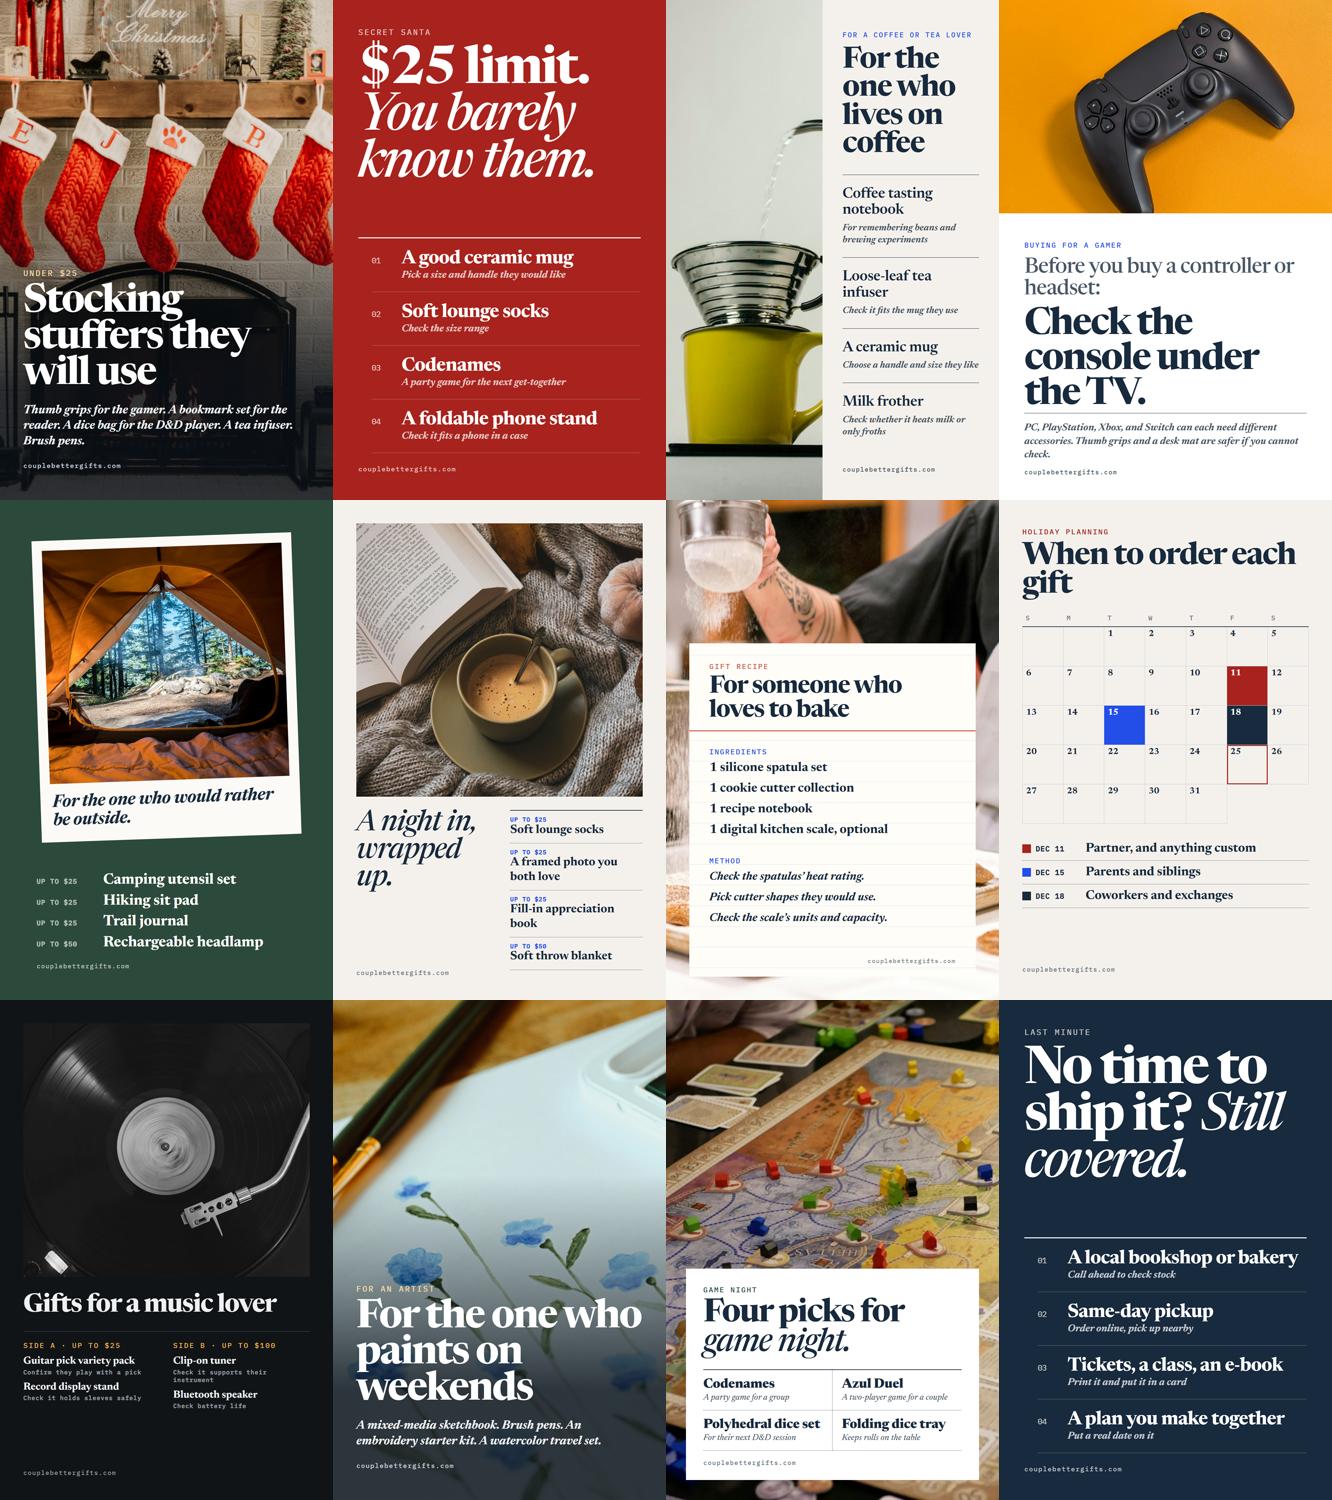 Merry
Christmas
E
J
B
UNDER $25
Stocking
stuffers they
will use
Thumb grips for the gamer. A bookmark set for the
reader. A dice bag for the D&D player. A tea infuser.
Brush pens.
couplebettergifts.com
SECRET SANTA
$25 limit.
You barely
know them.
01
A good ceramic mug
Pick a size and handle they would like
02
Soft lounge socks
Check the size range
03
Codenames
A party game for the next get-together
04
A foldable phone stand
Check it fits a phone in a case
couplebettergifts.com
FOR A COFFEE OR TEA LOVER
For the
one who
lives on
coffee
Coffee tasting
notebook
For remembering beans and
brewing experiments
Loose-leaf tea
infuser
Check it fits the mug they use
A ceramic mug
Choose a handle and size they like
Milk frother
Check whether it heats milk or
only froths
couplebettergifts.com
BUYING FOR A GAMER
Before you buy a controller or
headset:
Check the
console under
the TV.
PC, PlayStation, Xbox, and Switch can each need different
accessories. Thumb grips and a desk mat are safer if you cannot
check.
couplebettergifts.com
For the one who would rather
be outside.
UP TO $25 Camping utensil set
UP TO $25 Hiking sit pad
UP TO $25 Trail journal
UP TO $50 Rechargeable headlamp
couplebettergifts.com
A night in,
wrapped
up.
UP TO $25
Soft lounge socks
UP TO $25
A framed photo you
both love
UP TO $25
Fill-in appreciation
book
UP TO $50
Soft throw blanket
couplebettergifts.com
GIFT RECIPE
For someone who
loves to bake
INGREDIENTS
1 silicone spatula set
1 cookie cutter collection
1 recipe notebook
1 digital kitchen scale, optional
METHOD
Check the spatulas' heat rating.
Pick cutter shapes they would use.
Check the scale's units and capacity.
couplebettergifts.com
HOLIDAY PLANNING
When to order each
gift
S M T W T F S
1 2 3 4 5
6 7 8 9 10 11 12
13 14 15 16 17 18 19
20 21 22 23 24 25 26
27 28 29 30 31
DEC 11 Partner, and anything custom
DEC 15 Parents and siblings
DEC 18 Coworkers and exchanges
couplebettergifts.com
Gifts for a music lover
SIDE A · UP TO $25
Guitar pick variety pack
Confirm they play with a pick
Record display stand
Check it holds sleeves safely
SIDE B · UP TO $100
Clip-on tuner
Check it supports their
instrument
Bluetooth speaker
Check battery life
couplebettergifts.com
FOR AN ARTIST
For the one who
paints on
weekends
A mixed-media sketchbook. Brush pens. An
embroidery starter kit. A watercolor travel set.
couplebettergifts.com
GAME NIGHT
Four picks for
game night.
Codenames
A party game for a group
Azul Duel
A two-player game for a couple
Polyhedral dice set
For their next D&D session
Folding dice tray
Keeps rolls on the table
couplebettergifts.com
LAST MINUTE
No time to
ship it? Still
covered.
01
A local bookshop or bakery
Call ahead to check stock
02
Same-day pickup
Order online, pick up nearby
03
Tickets, a class, an e-book
Print it and put it in a card
04
A plan you make together
Put a real date on it
couplebettergifts.com